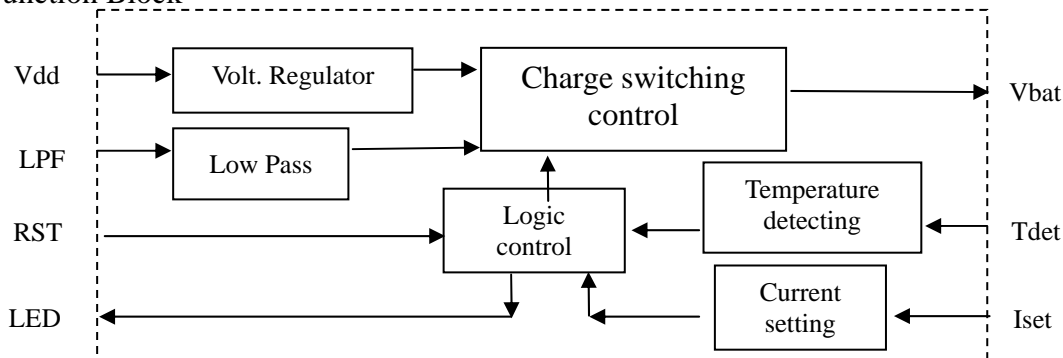 Function Block
Vdd
Volt. Regulator
Charge switching
control
Vbat
LPF
Low Pass
Temperature
detecting
RST
Logic
control
Tdet
LED
Current
setting
Iset